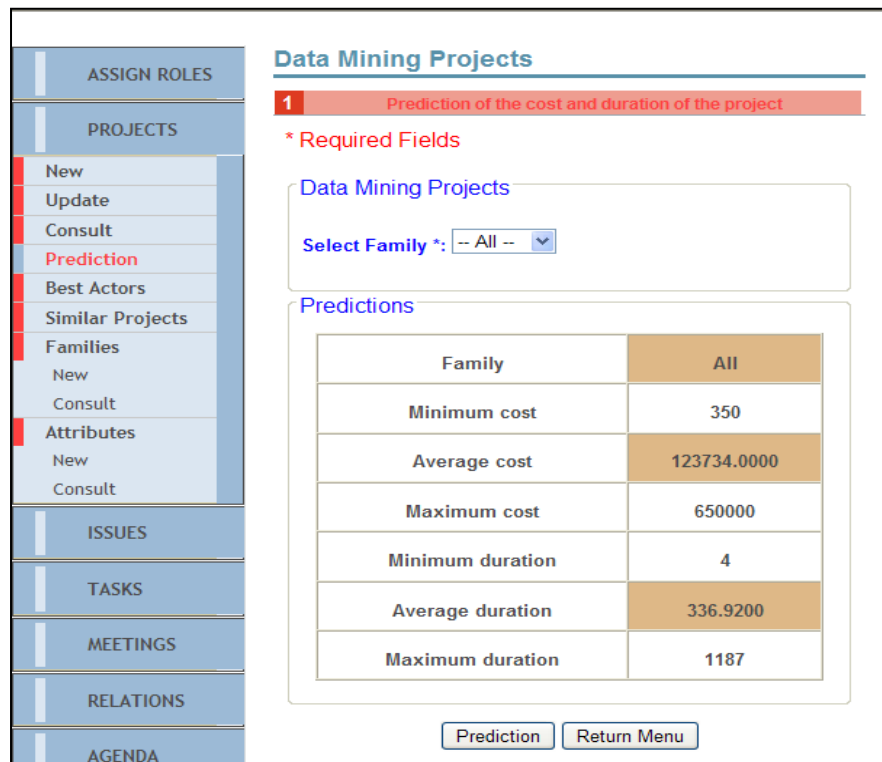 ASSIGN ROLES
PROJECTS
New
Update
Consult
Prediction
Best Actors
Similar Projects
Families
New
Consult
Attributes
New
Consult
ISSUES
TASKS
MEETINGS
RELATIONS
AGENDA
Data Mining Projects
1 Prediction of the cost and duration of the project
* Required Fields
Data Mining Projects
Select Family *: -- All --
Predictions
Family All
Minimum cost 350
Average cost 123734.0000
Maximum cost 650000
Minimum duration 4
Average duration 336.9200
Maximum duration 1187
Prediction Return Menu